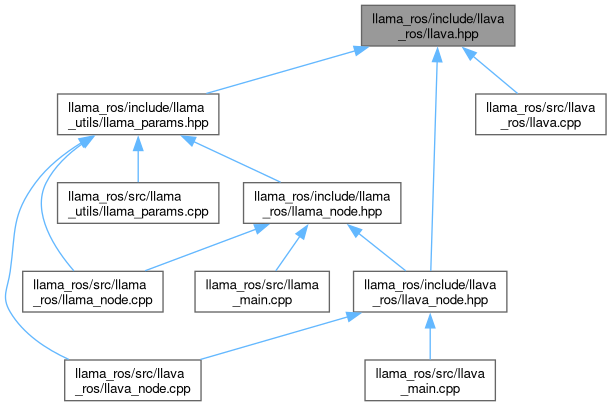 llama_ros/include/llava
_ros/llava.hpp
llama_ros/include/llama
_utils/llama_params.hpp
llama_ros/src/llava
_ros/llava.cpp
llama_ros/src/llama
_utils/llama_params.cpp
llama_ros/include/llama
_ros/llama_node.hpp
llama_ros/src/llama
_ros/llama_node.cpp
llama_ros/src/llama
_main.cpp
llama_ros/include/llava
_ros/llava_node.hpp
llama_ros/src/llava
_ros/llava_node.cpp
llama_ros/src/llava
_main.cpp